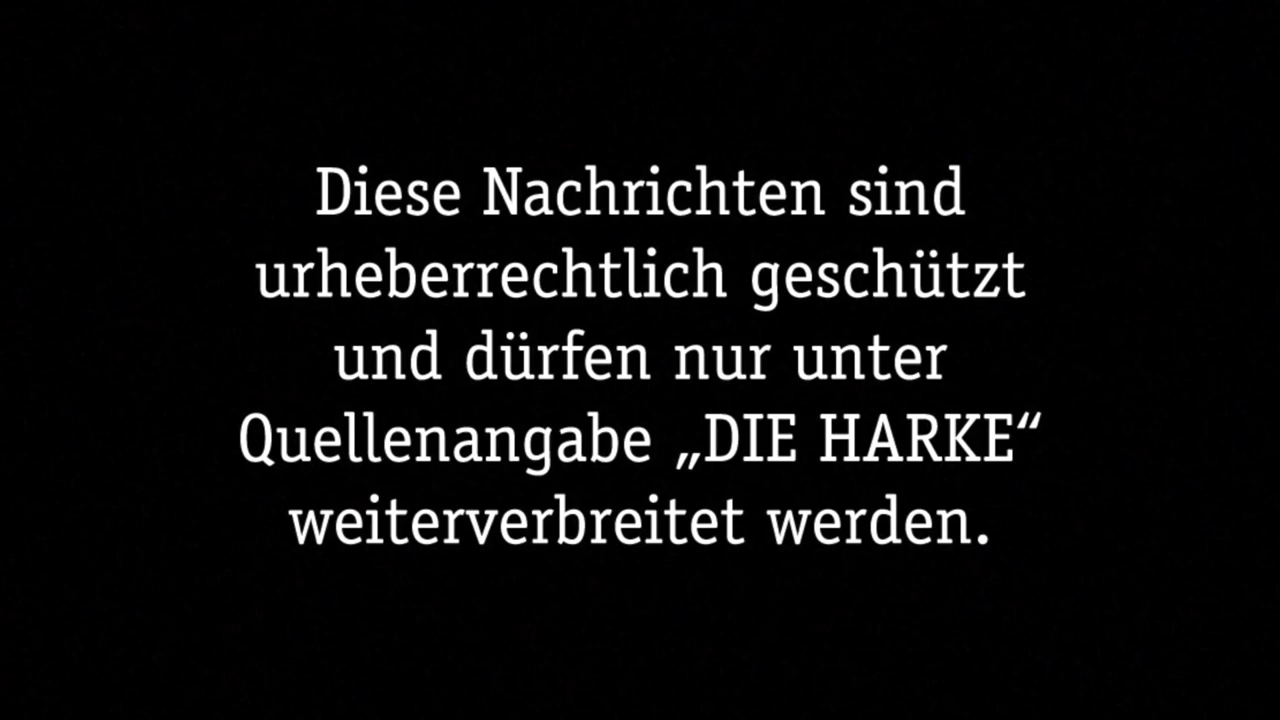 Diese Nachrichten sind
urheberrechtlich geschützt
und dürfen nur unter
Quellenangabe „DIE HARKE“
weiterverbreitet werden.